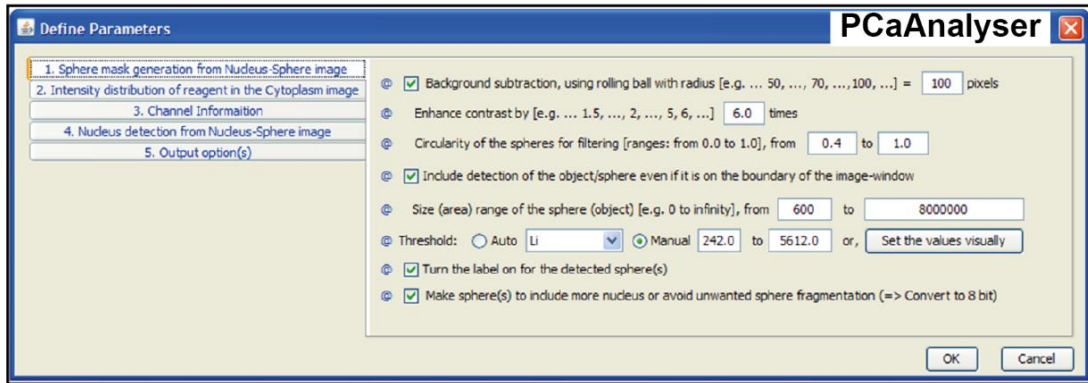 Define Parameters
PCaAnalyser
1. Sphere mask generation from Nucleus-Sphere image
2. Intensity distribution of reagent in the Cytoplasm image
3. Channel Informaition
4. Nucleus detection from Nucleus-Sphere image
5. Output option(s)
@ Background subtraction, using rolling ball with radius [e.g. ... 50, ..., 70, ...,100, ...] = 100 pixels
@ Enhance contrast by [e.g. ... 1.5, ..., 2, ..., 5, 6, ...] 6.0 times
@ Circularity of the spheres for filtering [ranges: from 0.0 to 1.0], from 0.4 to 1.0
@ Include detection of the object/sphere even if it is on the boundary of the image-window
@ Size (area) range of the sphere (object) [e.g. 0 to infinity], from 600 to 8000000
@ Threshold: Auto Li Manual 242.0 to 5612.0 or, Set the values visually
@ Turn the label on for the detected sphere(s)
@ Make sphere(s) to include more nucleus or avoid unwanted sphere fragmentation (=> Convert to 8 bit)
OK Cancel